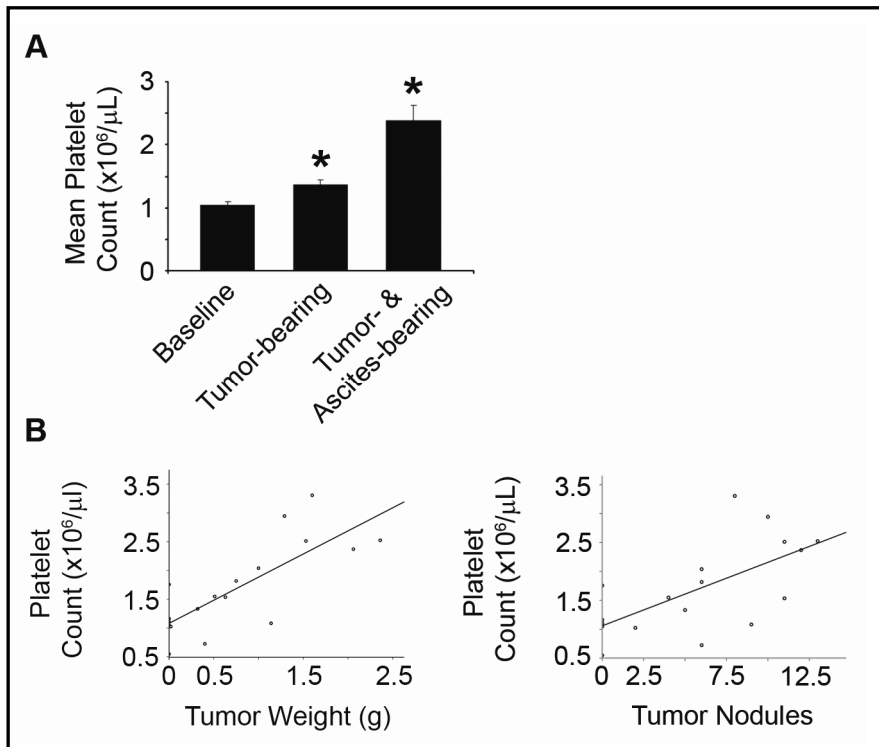 A
Mean Platelet
Count (x10⁶/µL)
3
2
1
0
*
*
Baseline
Tumor-bearing
Tumor- &
Ascites-bearing
B
Platelet
Count (x10⁶/µl)
3.5
2.5
1.5
0.5
0 0.5 1.5 2.5
Tumor Weight (g)
Platelet
Count (x10⁶/µL)
3.5
2.5
1.5
0.5
0 2.5 7.5 12.5
Tumor Nodules